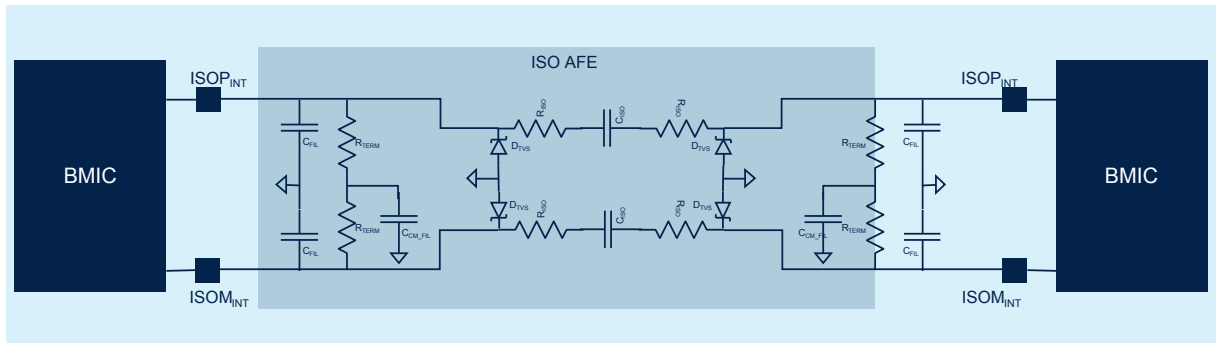 ISO AFE
ISOP_INT
ISOP_INT
R_ISO
C_ISO
R_ISO
C_FIL
R_TERM
D_TVS
D_TVS
R_TERM
C_FIL
BMIC
BMIC
D_TVS
R_ISO
C_ISO
R_ISO
D_TVS
C_FIL
R_TERM
C_CM_FIL
C_CM_FIL
R_TERM
C_FIL
ISOM_INT
ISOM_INT